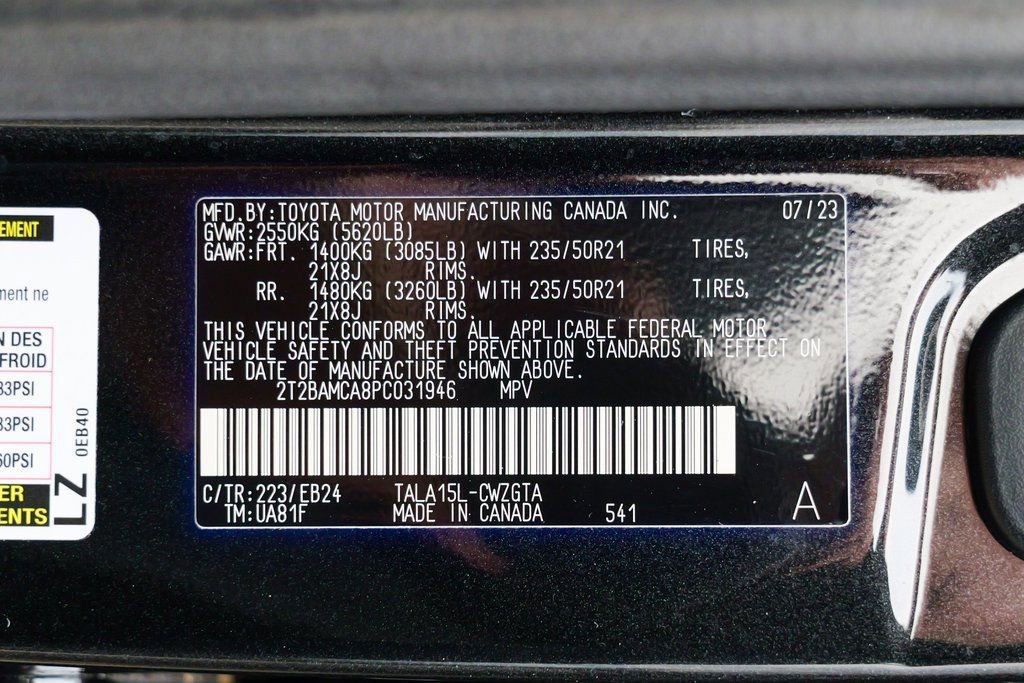 EMENT
ment ne
N DES
FROID
33PSI
33PSI
60PSI
ER
ENTS
LZ
0EB40
MFD.BY:TOYOTA MOTOR MANUFACTURING CANADA INC. 07/23
GVWR:2550KG (5620LB)
GAWR:FRT. 1400KG (3085LB) WITH 235/50R21 TIRES,
21X8J RIMS.
RR. 1480KG (3260LB) WITH 235/50R21 TIRES,
21X8J RIMS.
THIS VEHICLE CONFORMS TO ALL APPLICABLE FEDERAL MOTOR
VEHICLE SAFETY AND THEFT PREVENTION STANDARDS IN EFFECT ON
THE DATE OF MANUFACTURE SHOWN ABOVE.
2T2BAMCA8PC031946 MPV
C/TR:223/EB24 TALA15L-CWZGTA
TM:UA81F MADE IN CANADA 541 A